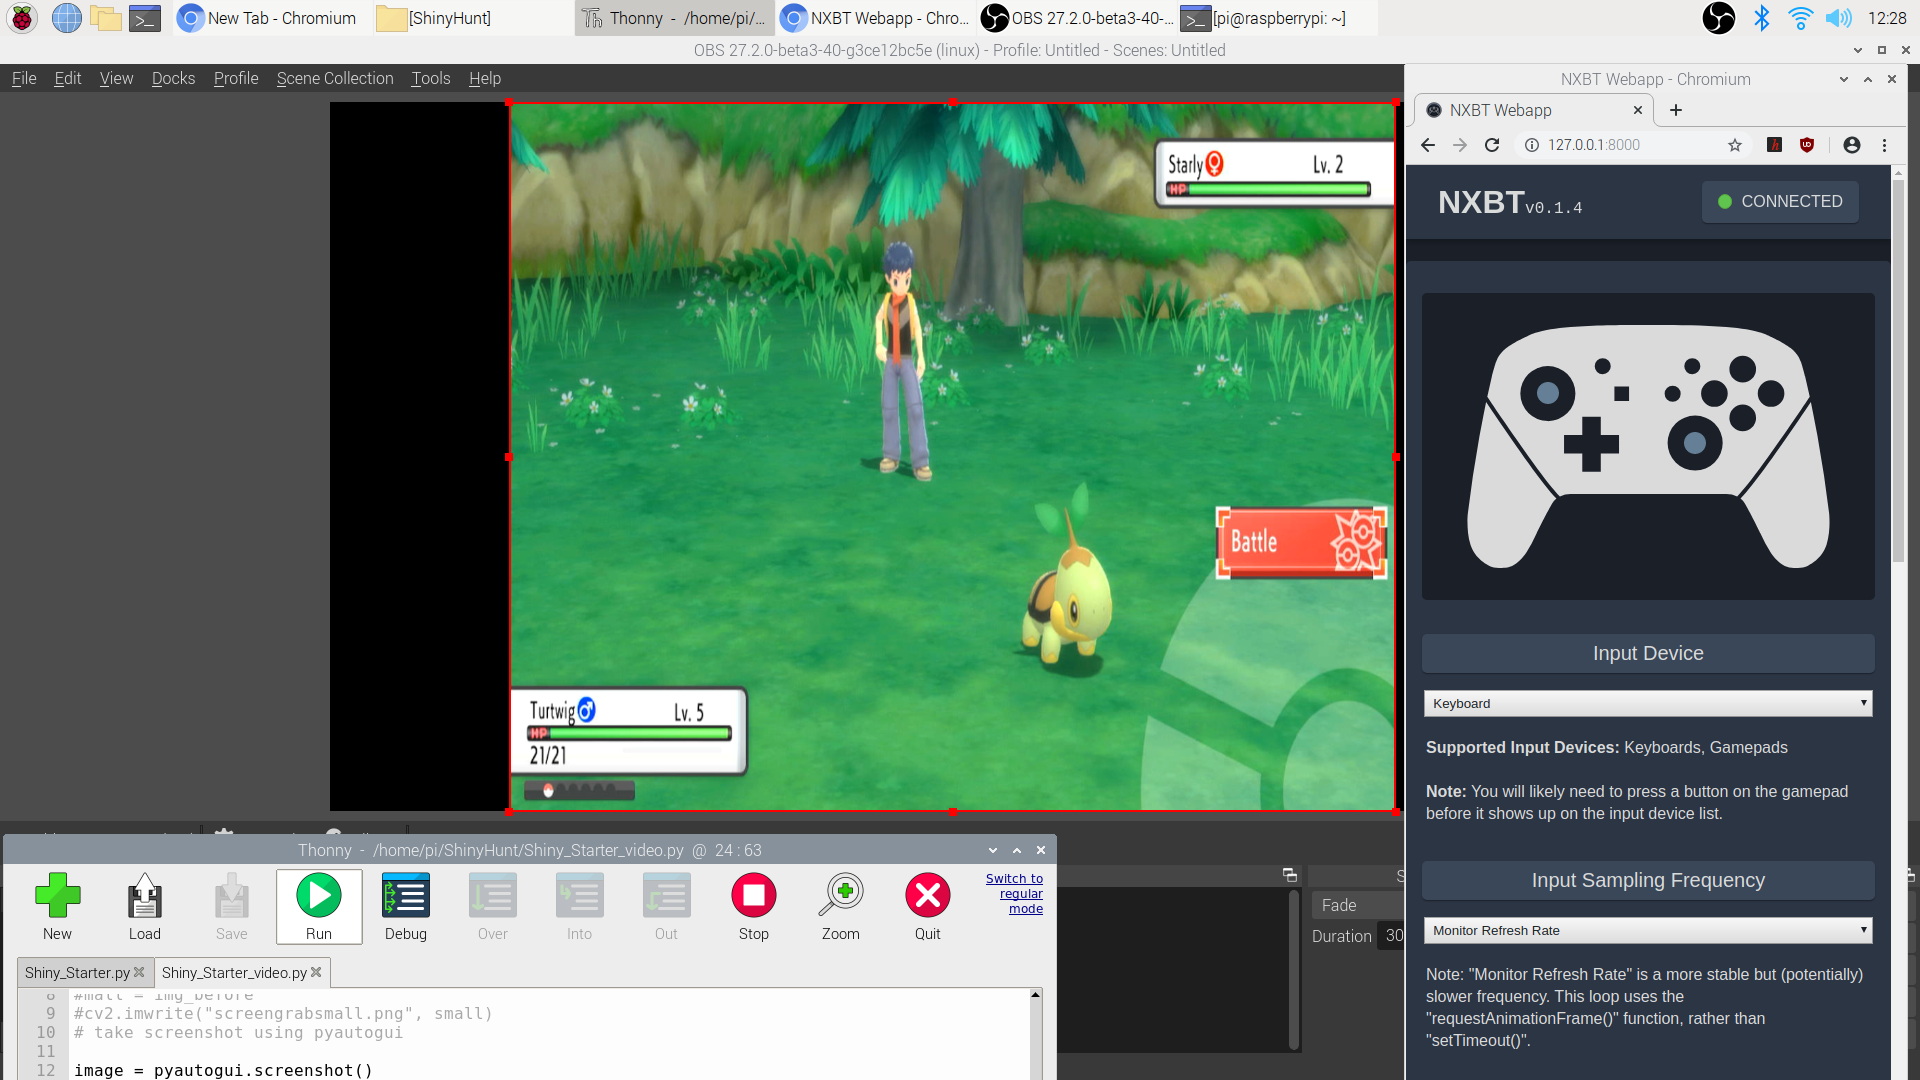 New Tab - Chromium
[ShinyHunt]
Thonny - /home/pi/...
NXBT Webapp - Chro...
OBS 27.2.0-beta3-40-...
[pi@raspberrypi: ~]
12:28
OBS 27.2.0-beta3-40-g3ce12bc5e (linux) - Profile: Untitled - Scenes: Untitled
File Edit View Docks Profile Scene Collection Tools Help
NXBT Webapp - Chromium
NXBT Webapp
127.0.0.1:8000
NXBT v0.1.4
CONNECTED
Starly Lv. 2
HP
Battle
Turtwig Lv. 5
HP
21/21
Input Device
Keyboard
Supported Input Devices: Keyboards, Gamepads
Note: You will likely need to press a button on the gamepad
before it shows up on the input device list.
Input Sampling Frequency
Monitor Refresh Rate
Note: "Monitor Refresh Rate" is a more stable but (potentially)
slower frequency. This loop uses the
"requestAnimationFrame()" function, rather than
"setTimeout()".
Fade
Duration 30
Thonny - /home/pi/ShinyHunt/Shiny_Starter_video.py @ 24 : 63
New Load Save Run Debug Over Into Out Stop Zoom Quit
Switch to
regular
mode
Shiny_Starter.py
Shiny_Starter_video.py
8 #mall = img_before
9 #cv2.imwrite("screengrabsmall.png", small)
10 # take screenshot using pyautogui
11
12 image = pyautogui.screenshot()